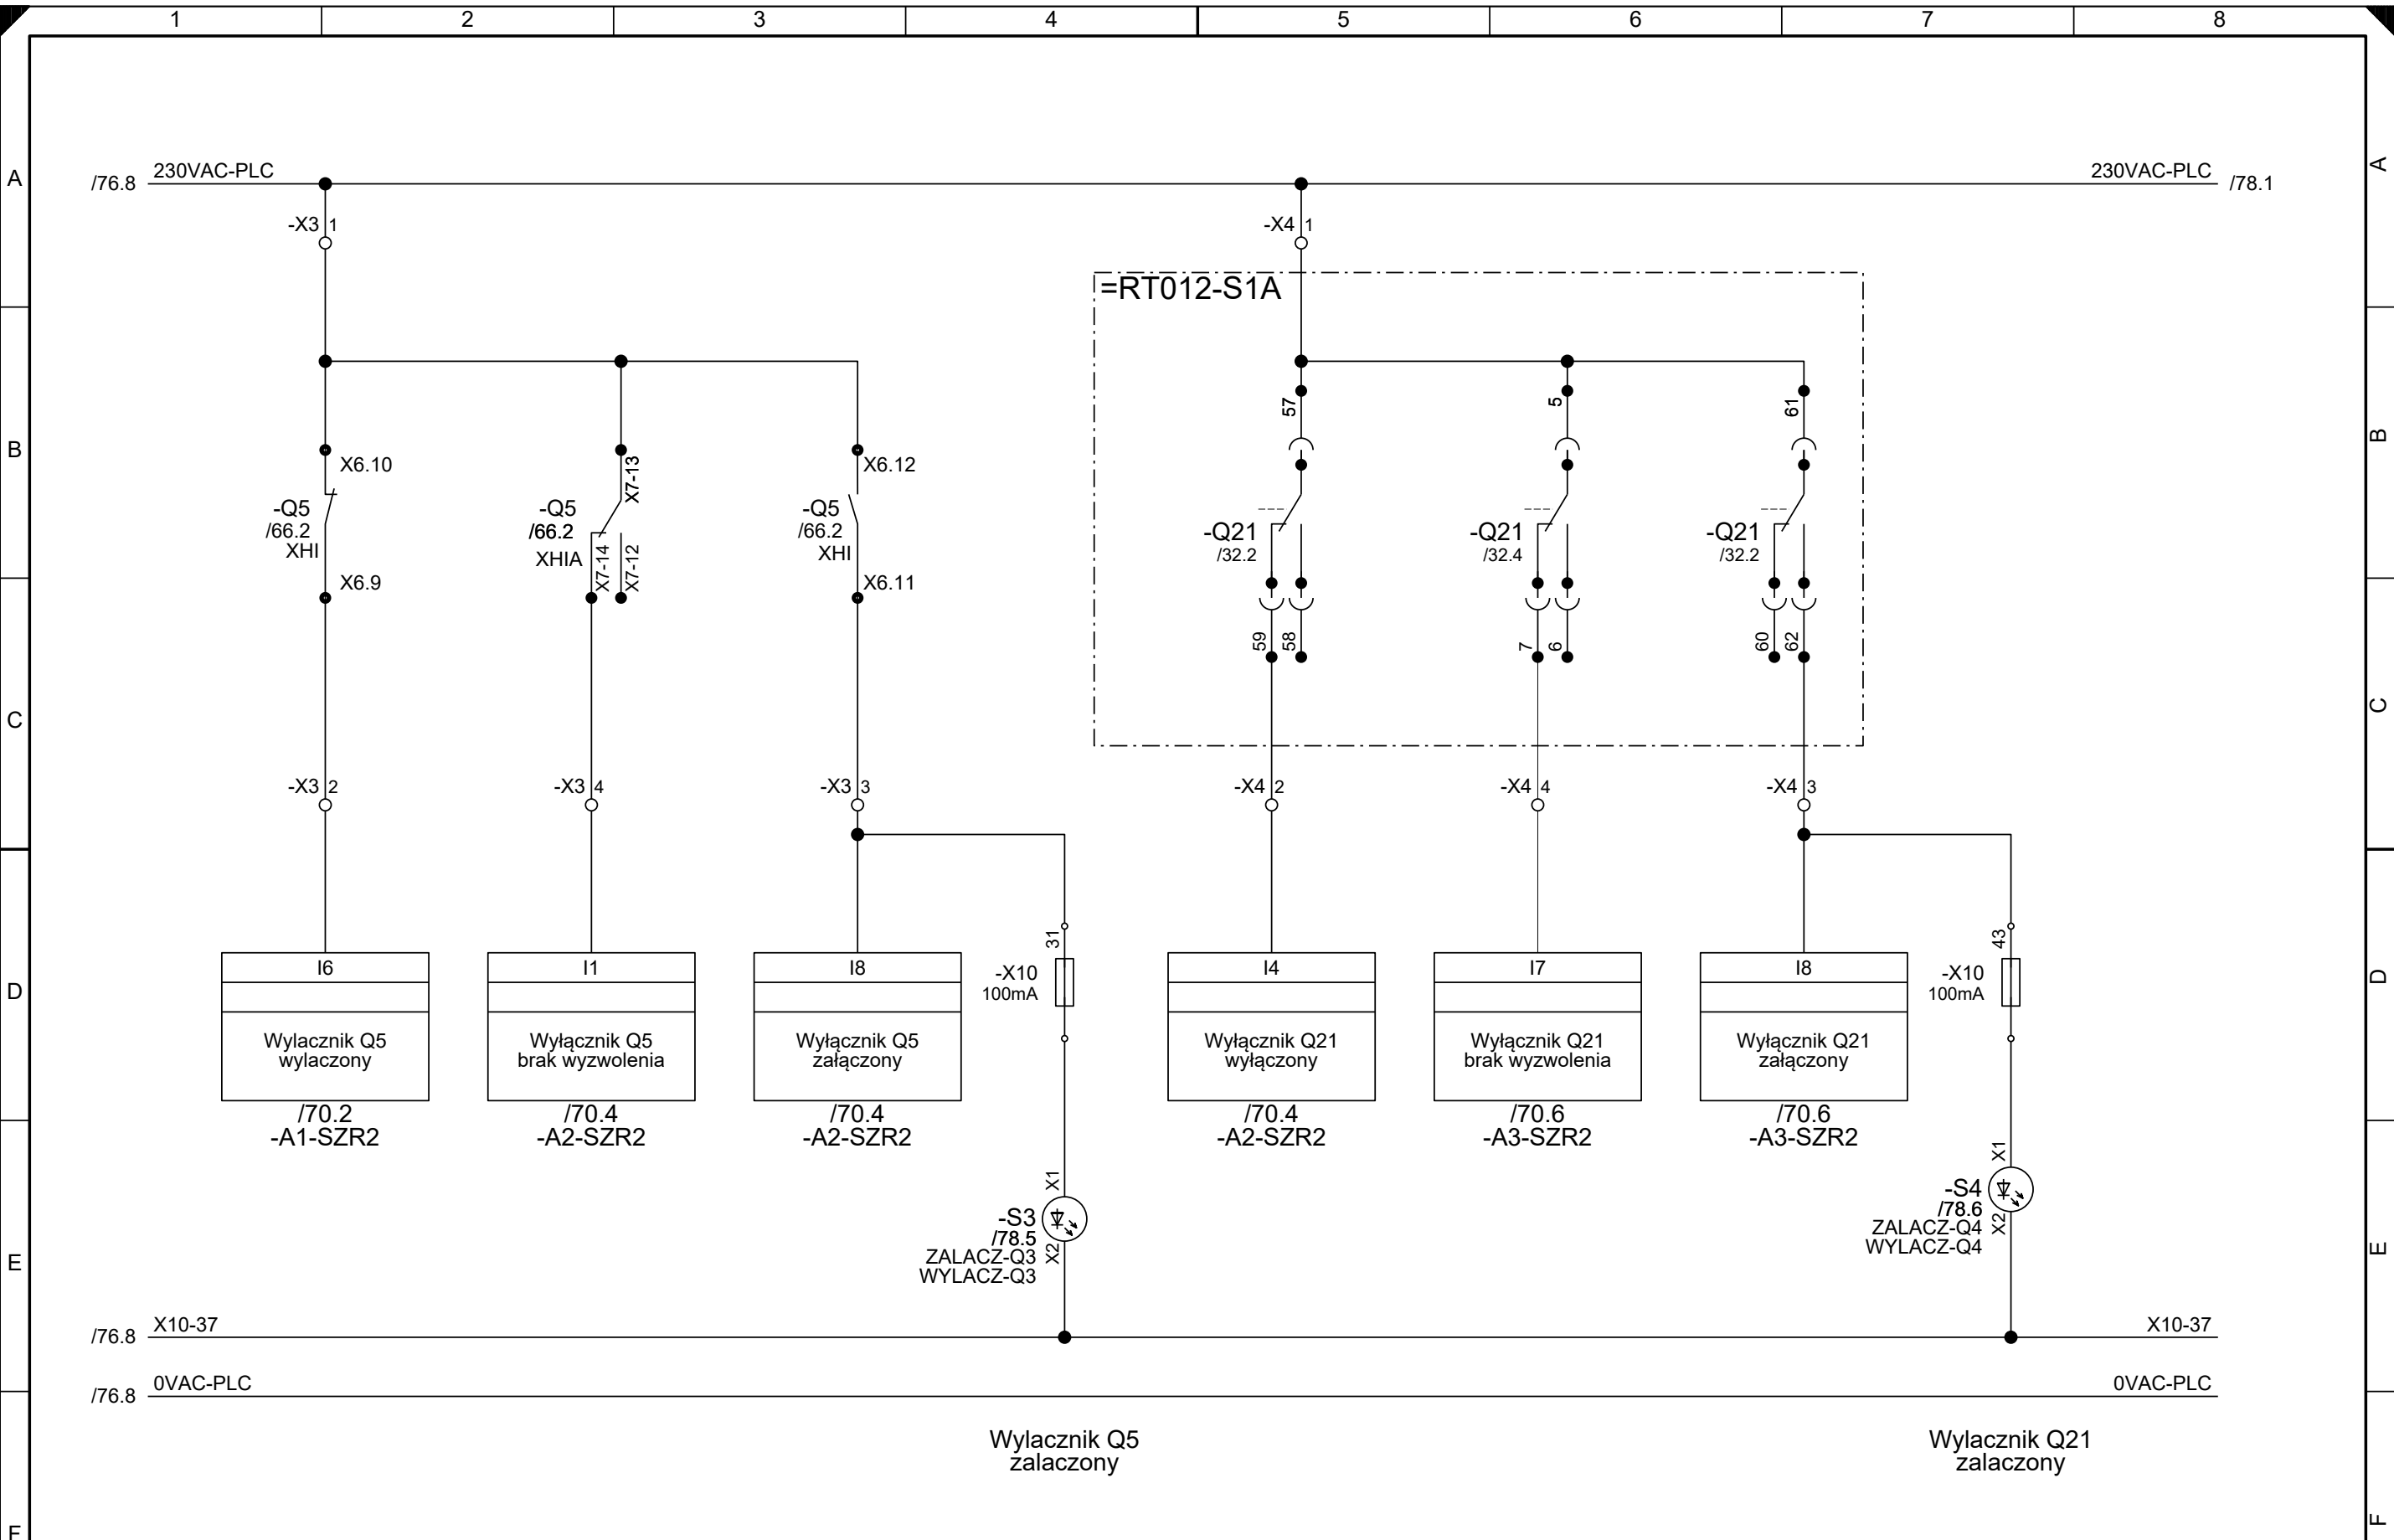 1 2 3 4 5 6 7 8
A A
/76.8 230VAC-PLC 230VAC-PLC /78.1
-X3 1 -X4 1
=RT012-S1A
B B
57 5 61
X6.10 X7-13 X6.12
-Q5 -Q5 -Q5
/66.2 /66.2 /66.2
XHI XHIA XHI
-Q21 -Q21 -Q21
/32.2 /32.4 /32.2
X6.9 X7-14 X7-12 X6.11
59 58 7 6 60 62
C C
-X3 2 -X3 4 -X3 3 -X4 2 -X4 4 -X4 3
31 43
D D
I6 I1 I8 I4 I7 I8
-X10 -X10
100mA 100mA
Wylacznik Q5
wylaczony
Wyłącznik Q5
brak wyzwolenia
Wyłącznik Q5
załączony
Wyłącznik Q21
wyłączony
Wyłącznik Q21
brak wyzwolenia
Wyłącznik Q21
załączony
/70.2 /70.4 /70.4 /70.4 /70.6 /70.6
-A1-SZR2 -A2-SZR2 -A2-SZR2 -A2-SZR2 -A3-SZR2 -A3-SZR2
X1
-S3
/78.5
X2
ZALACZ-Q3
WYLACZ-Q3
X1
-S4
/78.6
X2
ZALACZ-Q4
WYLACZ-Q4
E E
/76.8 X10-37 X10-37
/76.8 0VAC-PLC 0VAC-PLC
Wylacznik Q5
zalaczony
Wylacznik Q21
zalaczony
F F